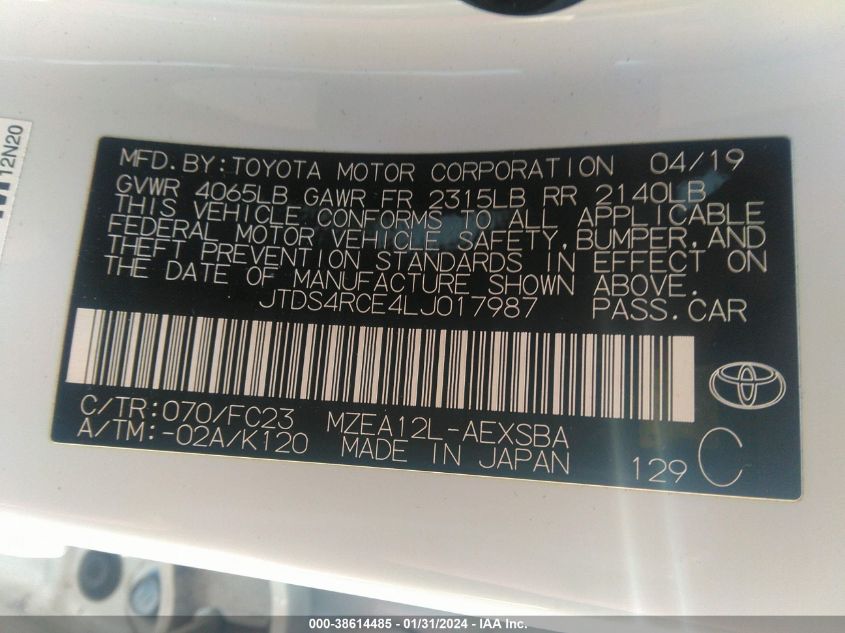 12N20
MFD.BY:TOYOTA MOTOR CORPORATION 04/19
GVWR 4065LB GAWR FR 2315LB RR 2140LB
THIS VEHICLE CONFORMS TO ALL APPLICABLE
FEDERAL MOTOR VEHICLE SAFETY,BUMPER,AND
THEFT PREVENTION STANDARDS IN EFFECT ON
THE DATE OF MANUFACTURE SHOWN ABOVE.
JTDS4RCE4LJ017987 PASS.CAR
C/TR:070/FC23 MZEA12L-AEXSBA
A/TM:-02A/K120 MADE IN JAPAN 129 C
000-38614485 - 01/31/2024 - IAA Inc.